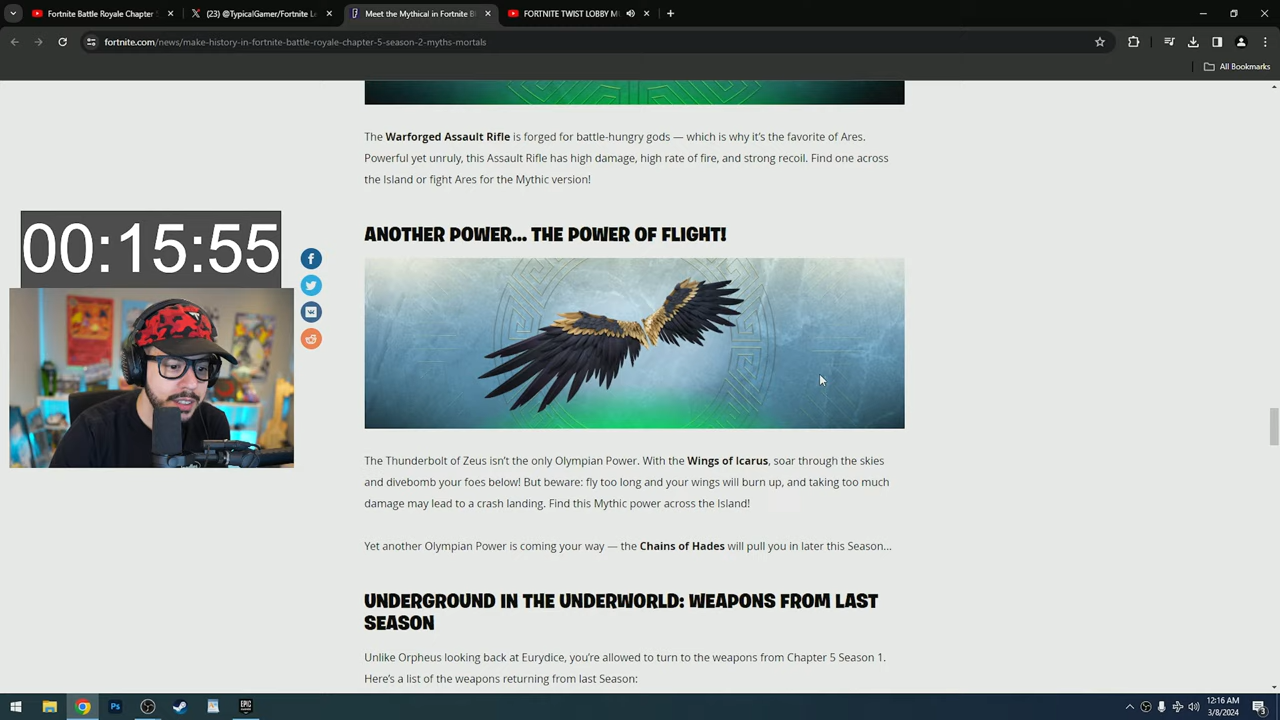 Fortnite Battle Royale Chapter 5
(23) @TypicalGamer/Fortnite Le
Meet the Mythical in Fortnite B
FORTNITE TWIST LOBBY M
fortnite.com/news/make-history-in-fortnite-battle-royale-chapter-5-season-2-myths-mortals
All Bookmarks
The Warforged Assault Rifle is forged for battle-hungry gods — which is why it's the favorite of Ares.
Powerful yet unruly, this Assault Rifle has high damage, high rate of fire, and strong recoil. Find one across
the Island or fight Ares for the Mythic version!
00:15:55
ANOTHER POWER... THE POWER OF FLIGHT!
The Thunderbolt of Zeus isn't the only Olympian Power. With the Wings of Icarus, soar through the skies
and divebomb your foes below! But beware: fly too long and your wings will burn up, and taking too much
damage may lead to a crash landing. Find this Mythic power across the Island!
Yet another Olympian Power is coming your way — the Chains of Hades will pull you in later this Season...
UNDERGROUND IN THE UNDERWORLD: WEAPONS FROM LAST
SEASON
Unlike Orpheus looking back at Eurydice, you're allowed to turn to the weapons from Chapter 5 Season 1.
Here's a list of the weapons returning from last Season:
Ps
EPIC
12:16 AM
3/8/2024